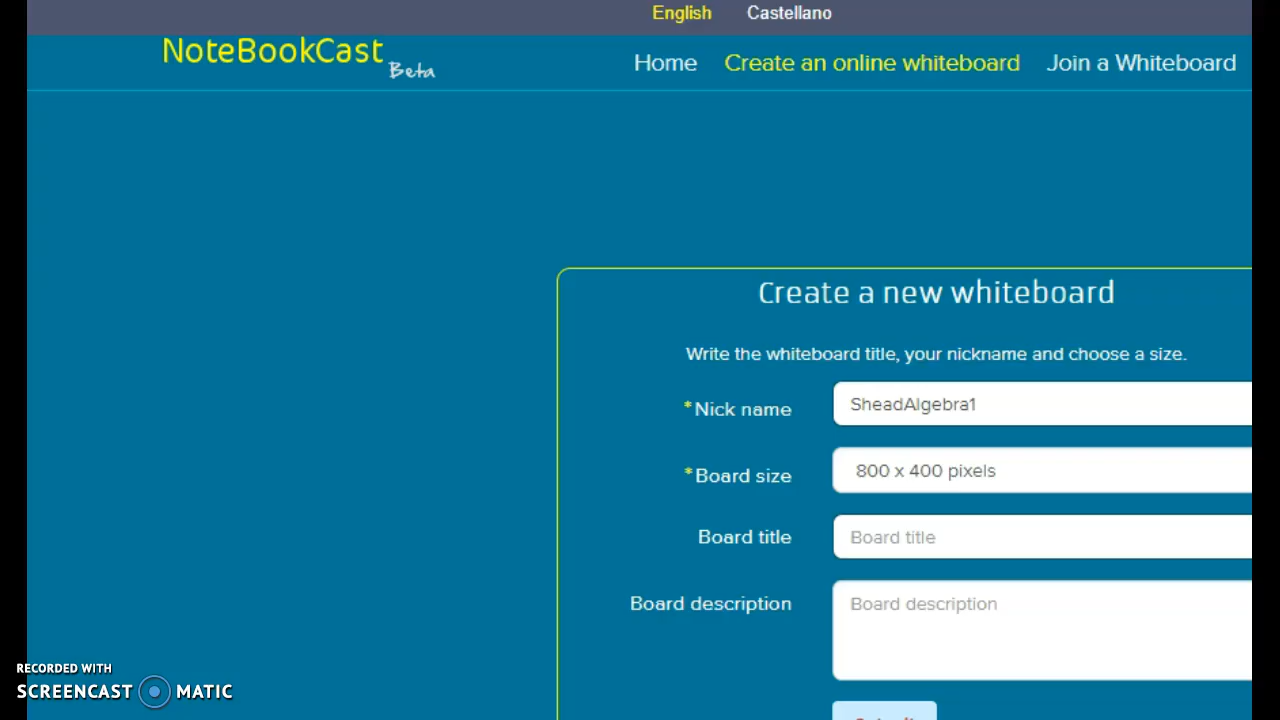 English Castellano
NoteBookCast Beta
Home Create an online whiteboard Join a Whiteboard
Create a new whiteboard
Write the whiteboard title, your nickname and choose a size.
*Nick name SheadAlgebra1
*Board size 800 x 400 pixels
Board title Board title
Board description Board description
RECORDED WITH
SCREENCAST MATIC